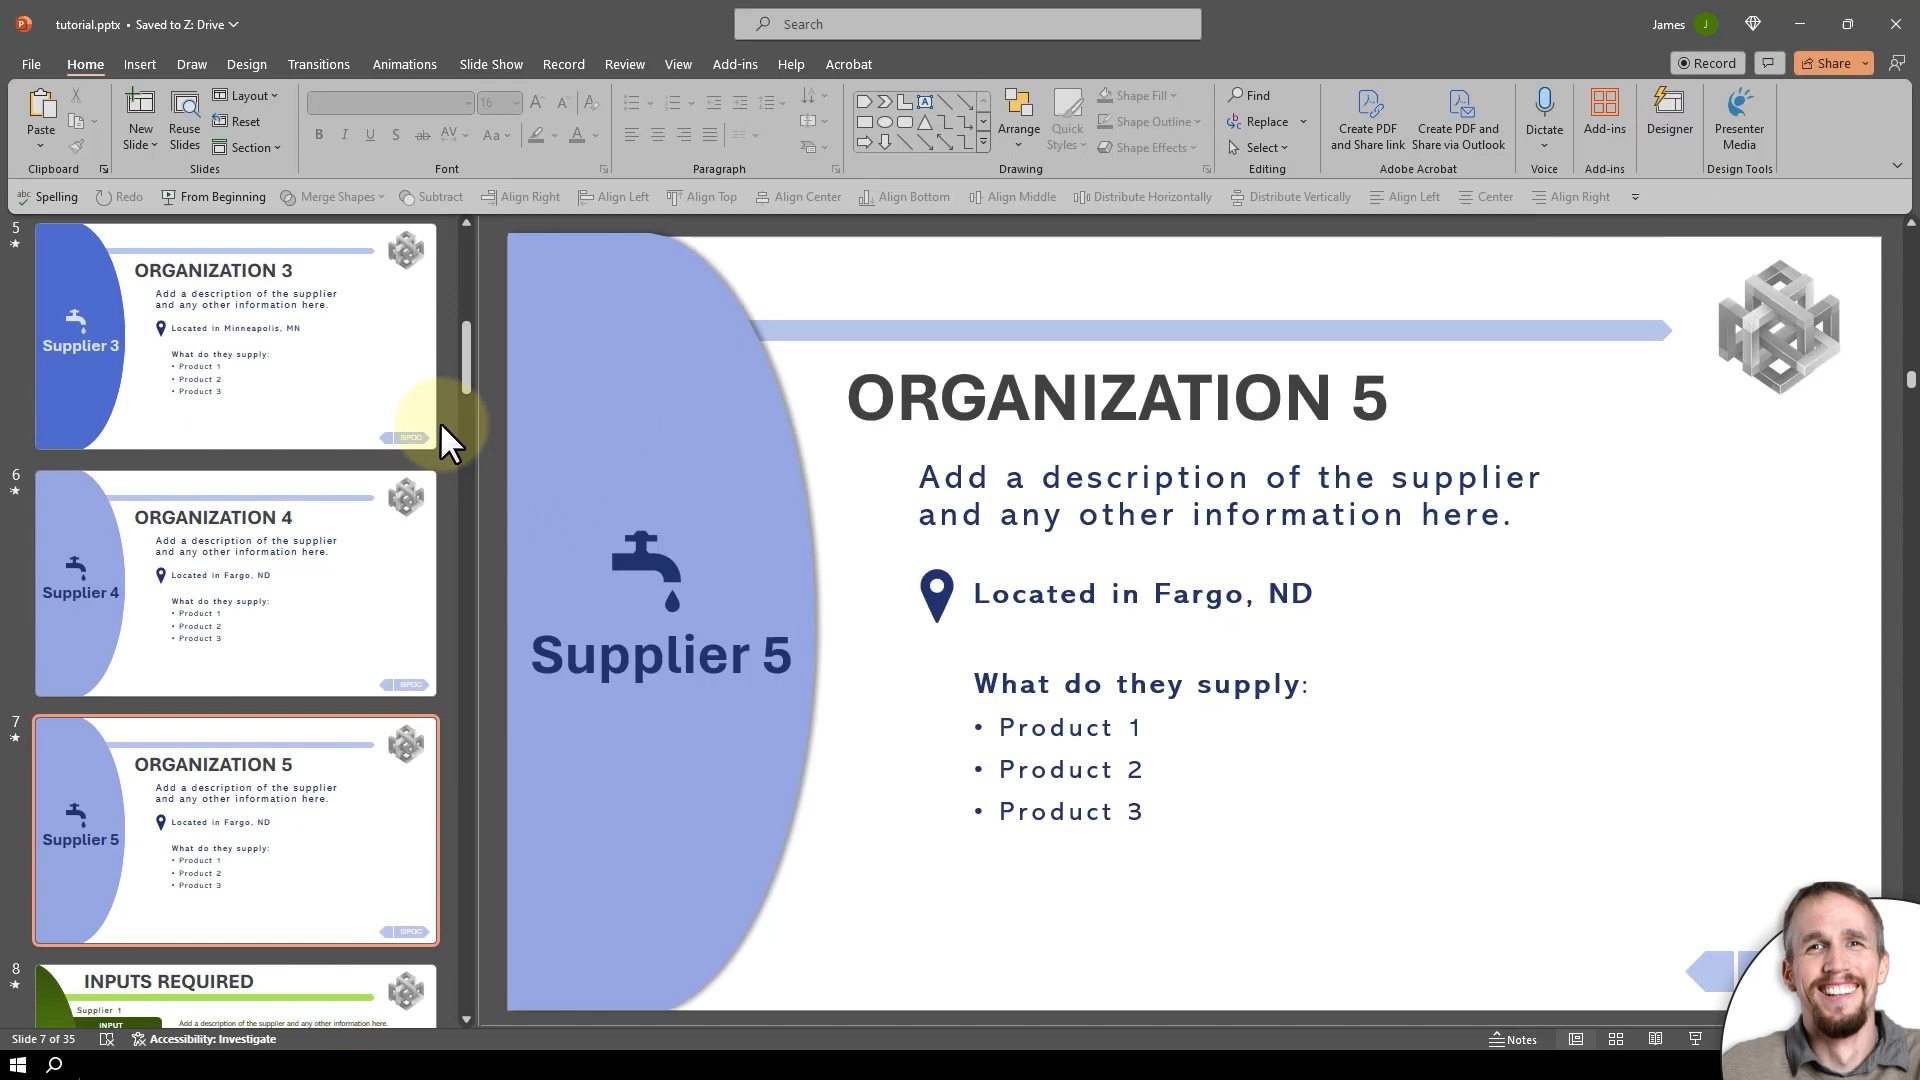 tutorial.pptx • Saved to Z: Drive
Search
James
J
File
Home
Insert
Draw
Design
Transitions
Animations
Slide Show
Record
Review
View
Add-ins
Help
Acrobat
Record
Share
Paste
New
Slide
Reuse
Slides
Layout
Reset
Section
16
Shape Fill
Shape Outline
Shape Effects
Arrange
Quick
Styles
Find
Replace
Select
Create PDF
and Share link
Create PDF and
Share via Outlook
Dictate
Add-ins
Designer
Presenter
Media
Clipboard
Slides
Font
Paragraph
Drawing
Editing
Adobe Acrobat
Voice
Add-ins
Design Tools
Spelling
Redo
From Beginning
Merge Shapes
Subtract
Align Right
Align Left
Align Top
Align Center
Align Bottom
Align Middle
Distribute Horizontally
Distribute Vertically
Align Left
Center
Align Right
5
ORGANIZATION 3
Add a description of the supplier
and any other information here.
Located in Minneapolis, MN
Supplier 3
What do they supply:
• Product 1
• Product 2
• Product 3
SIPOC
6
ORGANIZATION 4
Add a description of the supplier
and any other information here.
Located in Fargo, ND
Supplier 4
What do they supply:
• Product 1
• Product 2
• Product 3
SIPOC
7
ORGANIZATION 5
Add a description of the supplier
and any other information here.
Located in Fargo, ND
Supplier 5
What do they supply:
• Product 1
• Product 2
• Product 3
SIPOC
8
INPUTS REQUIRED
Supplier 1
INPUT
Add a description of the supplier and any other information here.
ORGANIZATION 5
Add a description of the supplier
and any other information here.
Located in Fargo, ND
Supplier 5
What do they supply:
• Product 1
• Product 2
• Product 3
Slide 7 of 35
Accessibility: Investigate
Notes